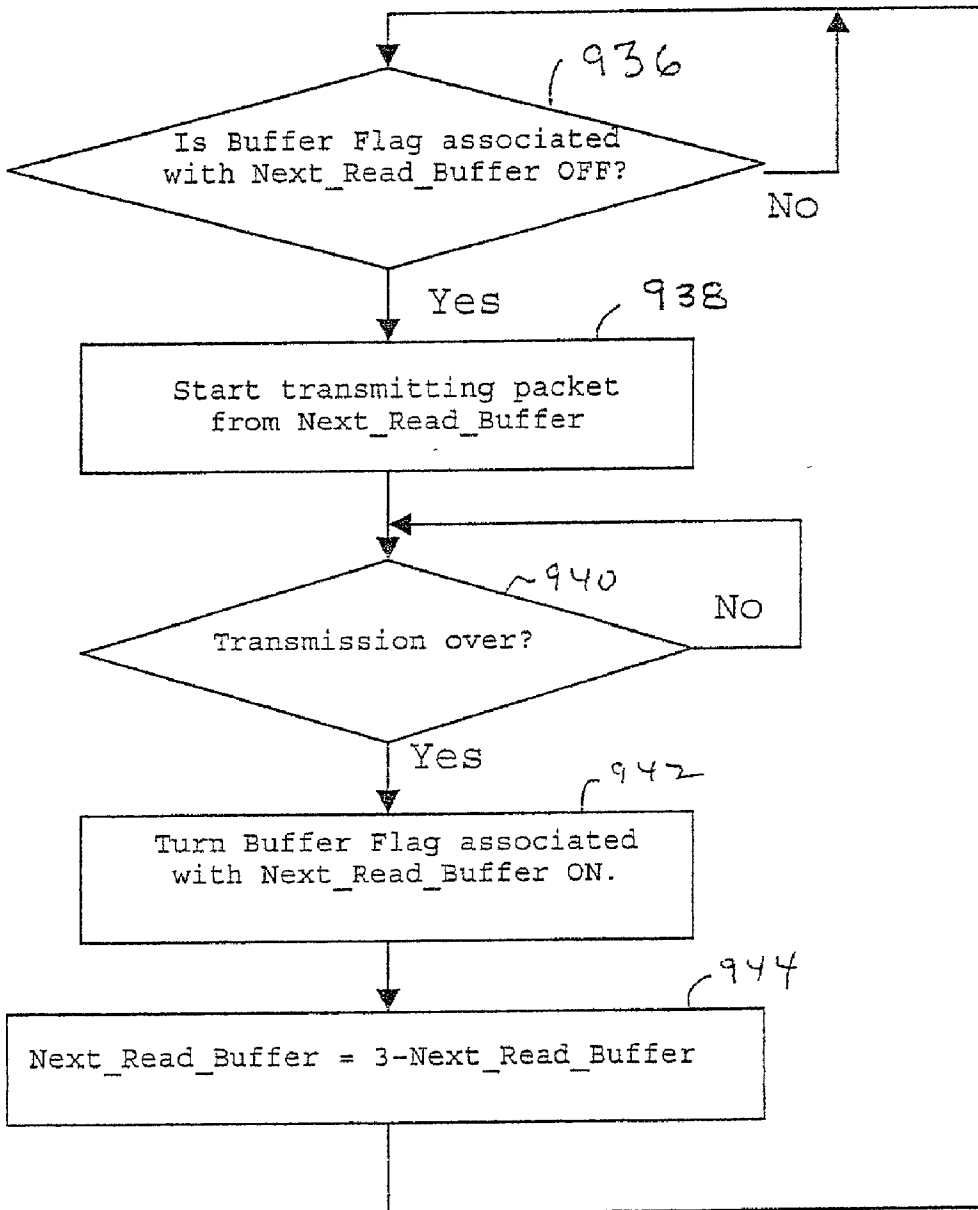 936
Is Buffer Flag associated
with Next_Read_Buffer OFF?
No
Yes
938
Start transmitting packet
from Next_Read_Buffer
940
No
Transmission over?
Yes
942
Turn Buffer Flag associated
with Next_Read_Buffer ON.
944
Next_Read_Buffer = 3-Next_Read_Buffer